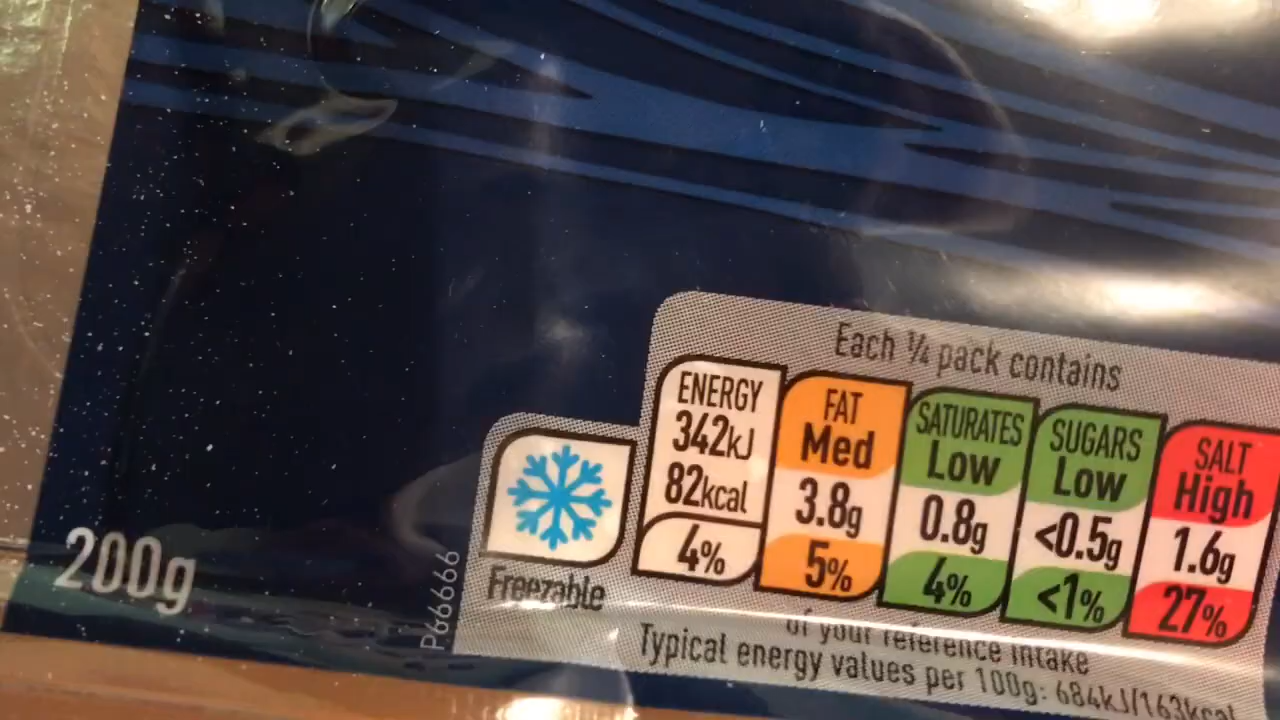 Each ¼ pack contains
ENERGY
342kJ
82kcal
4%
FAT
Med
3.8g
5%
SATURATES
Low
0.8g
4%
SUGARS
Low
<0.5g
<1%
SALT
High
1.6g
27%
Freezable
200g
P66666
of your reference intake
Typical energy values per 100g: 684kJ/163kcal